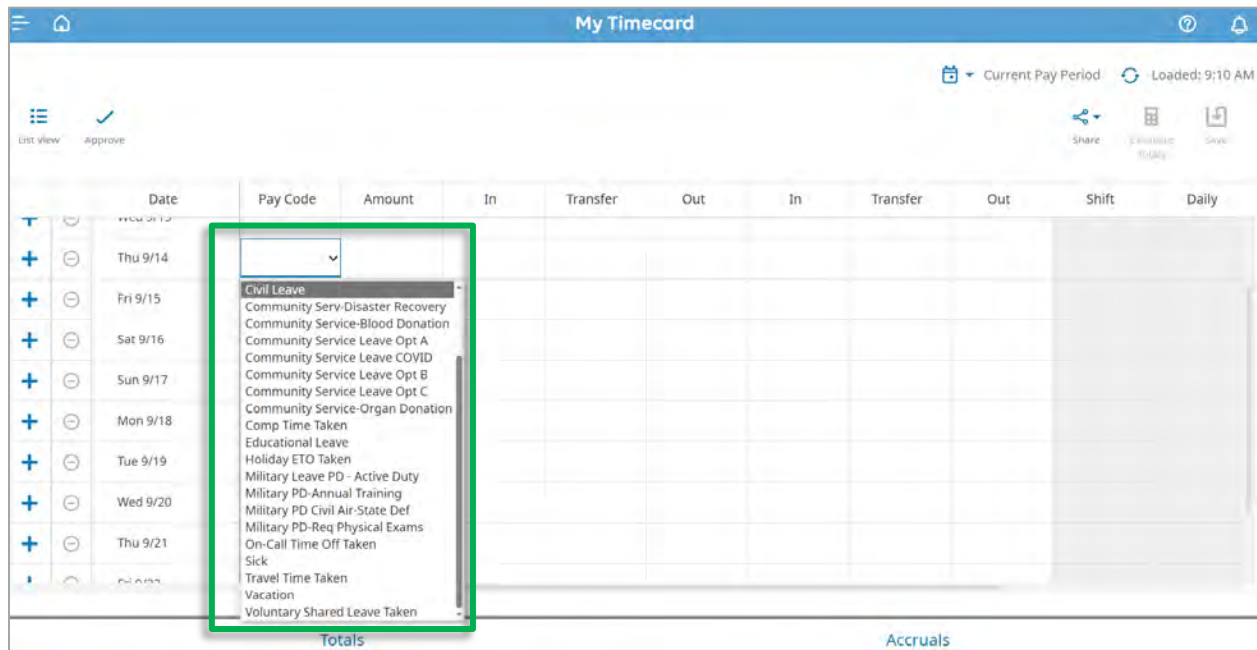 My Timecard
Current Pay Period
Loaded: 9:10 AM
List View
Approve
Share
Save
Date
Pay Code
Amount
In
Transfer
Out
In
Transfer
Out
Shift
Daily
Thu 9/14
Fri 9/15
Sat 9/16
Sun 9/17
Mon 9/18
Tue 9/19
Wed 9/20
Thu 9/21
Civil Leave
Community Serv-Disaster Recovery
Community Service-Blood Donation
Community Service Leave Opt A
Community Service Leave COVID
Community Service Leave Opt B
Community Service Leave Opt C
Community Service-Organ Donation
Comp Time Taken
Educational Leave
Holiday ETO Taken
Military Leave PD - Active Duty
Military PD-Annual Training
Military PD Civil Air-State Def
Military PD-Req Physical Exams
On-Call Time Off Taken
Sick
Travel Time Taken
Vacation
Voluntary Shared Leave Taken
Totals
Accruals